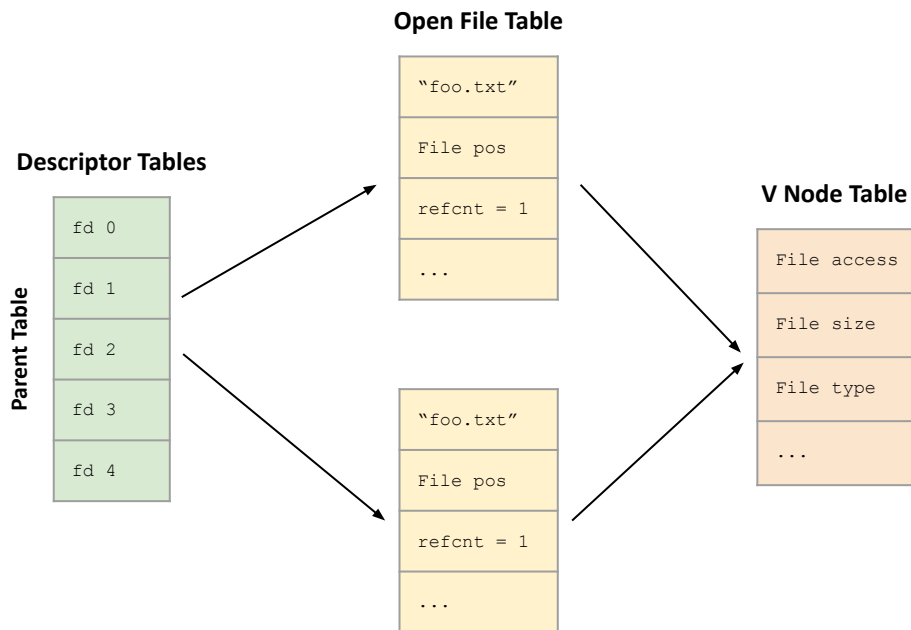 Open File Table
“foo.txt”
File pos
refcnt = 1
...
Descriptor Tables
Parent Table
fd 0
fd 1
fd 2
fd 3
fd 4
“foo.txt”
File pos
refcnt = 1
...
V Node Table
File access
File size
File type
...